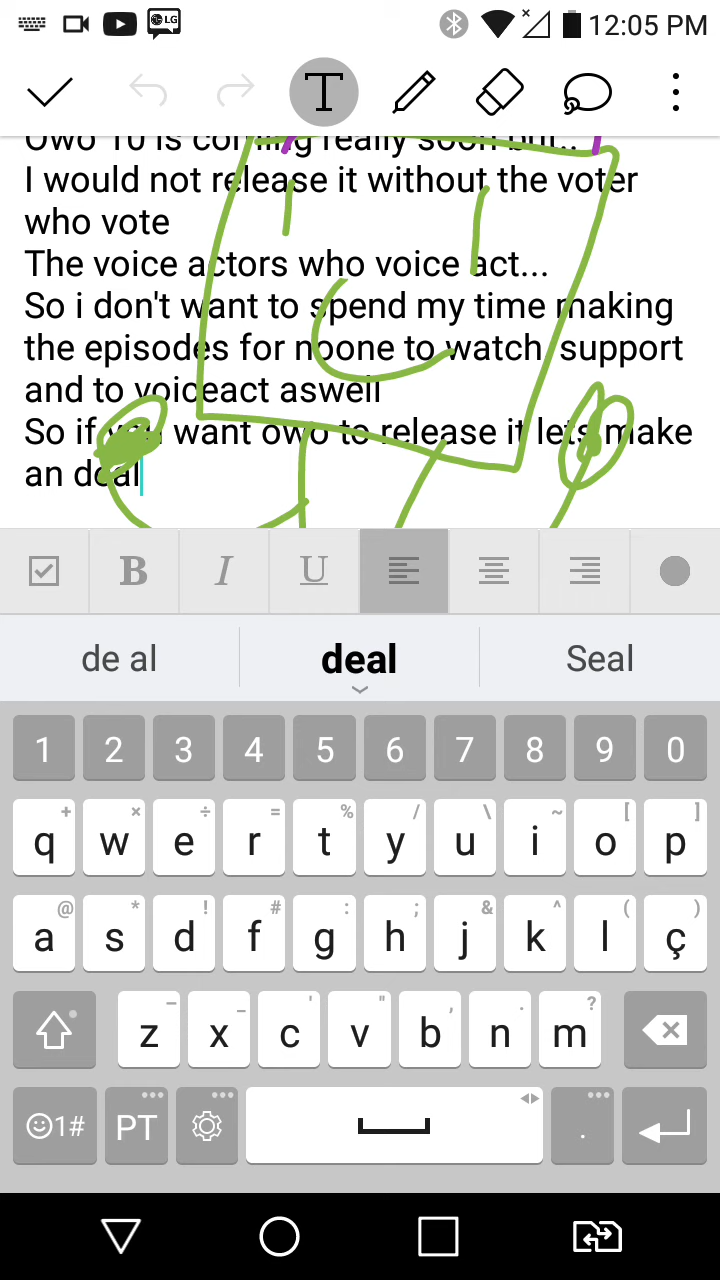 LG
12:05 PM
T
Owo 10 is coming really soon but..
I would not release it without the voter
who vote
The voice actors who voice act...
So i don't want to spend my time making
the episodes for noone to watch, support
and to voiceact aswell
So if you want owo to release it lets make
an deal
B I U
de al deal Seal
1 2 3 4 5 6 7 8 9 0
+ × ÷ = % / \ ~ [ ]
q w e r t y u i o p
@ * ! # : ; & ^ ( )
a s d f g h j k l ç
– _ ' " , . ?
z x c v b n m
1# PT .